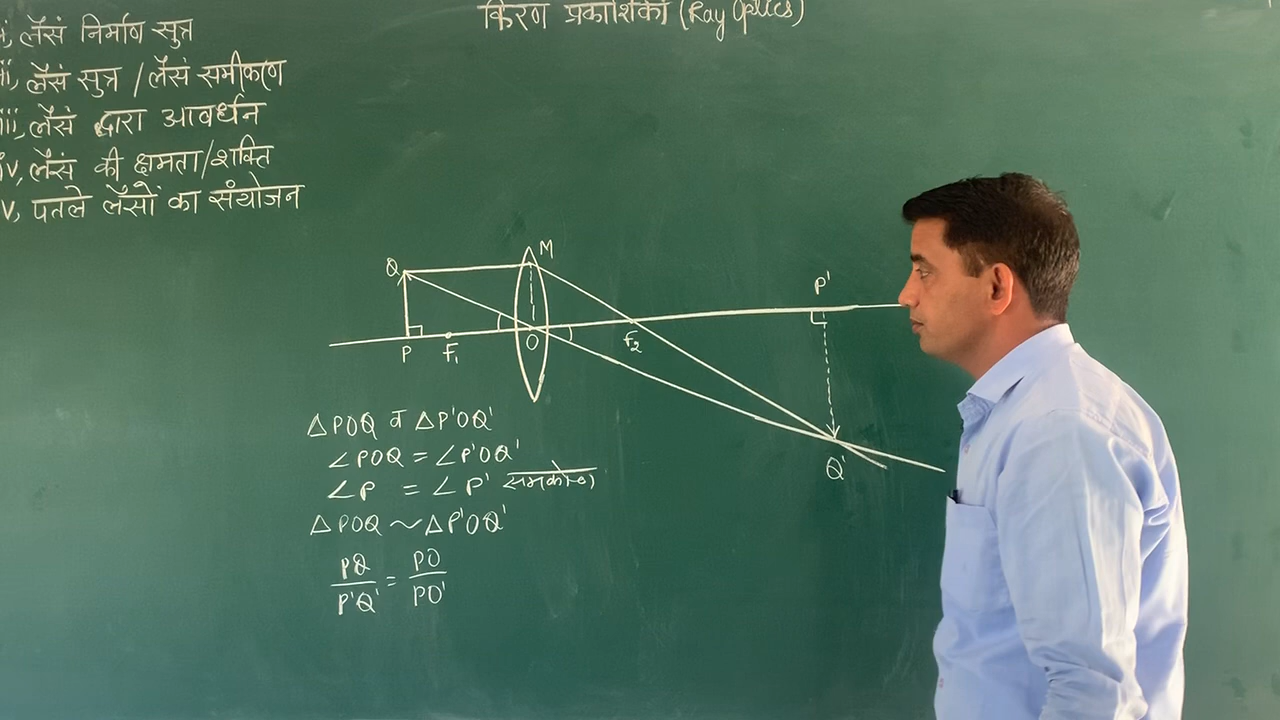 किरण प्रकाशिकी (Ray Optics)
i, लेंसं निर्माण सुत्र
ii, लेंसं सुत्र / लेंसं समीकरण
iii, लेंसं द्वारा आवर्धन
iv, लेंसं की क्षमता/शक्ति
v, पतले लेंसों का संयोजन
M
Q
P'
P
F₁
O
f₂
Q'
△POQ व △P'OQ'
∠POQ = ∠P'OQ'
∠P = ∠P' समकोण
△POQ ~ △P'OQ'
PQ/P'Q' = PO/PO'